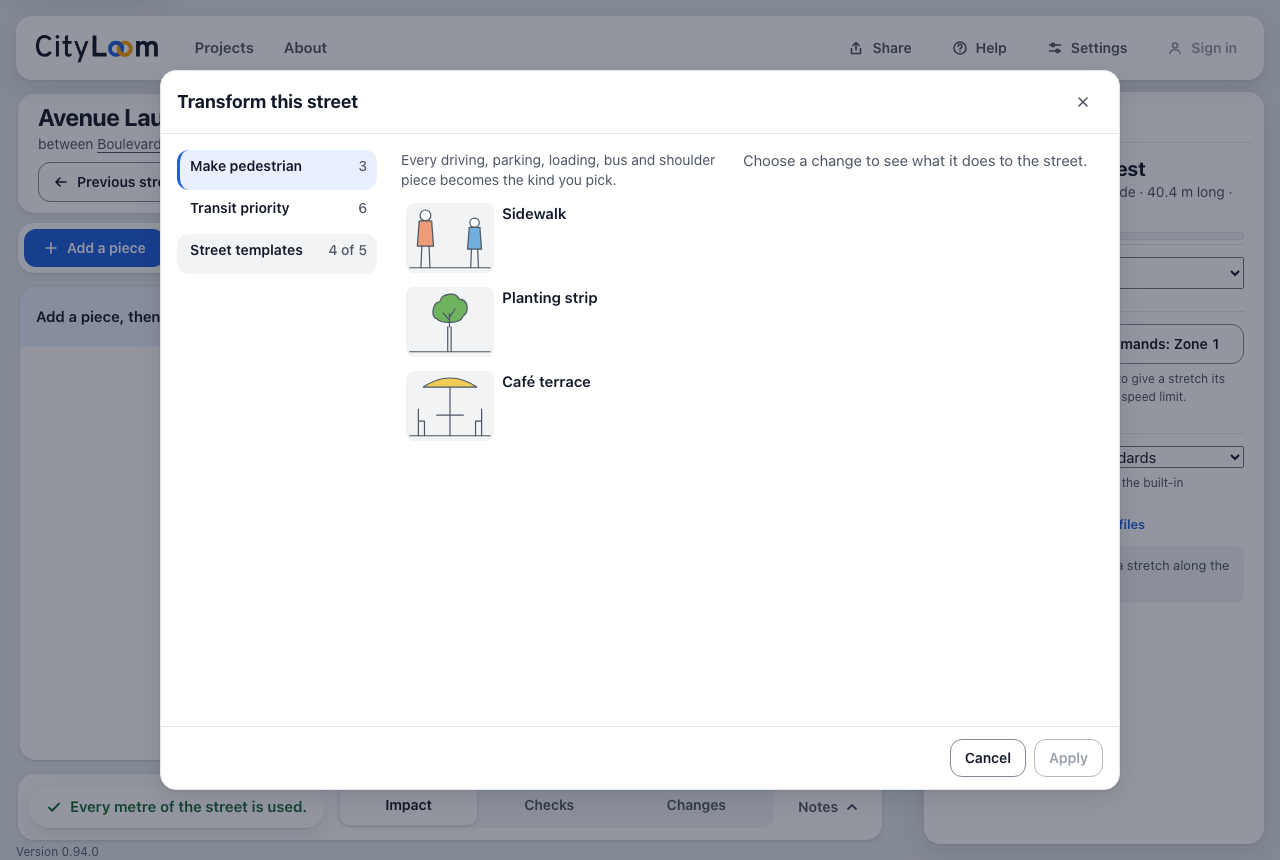 CityLoom
Projects
About
Share
Help
Settings
Sign in
Avenue Lau
between Boulevard
Previous stre
Add a piece
Add a piece, then
Transform this street
Make pedestrian 3
Transit priority 6
Street templates 4 of 5
Every driving, parking, loading, bus and shoulder
piece becomes the kind you pick.
Sidewalk
Planting strip
Café terrace
Choose a change to see what it does to the street.
Cancel
Apply
est
de · 40.4 m long ·
mands: Zone 1
o give a stretch its
speed limit.
dards
the built-in
files
a stretch along the
Every metre of the street is used.
Impact
Checks
Changes
Notes
Version 0.94.0